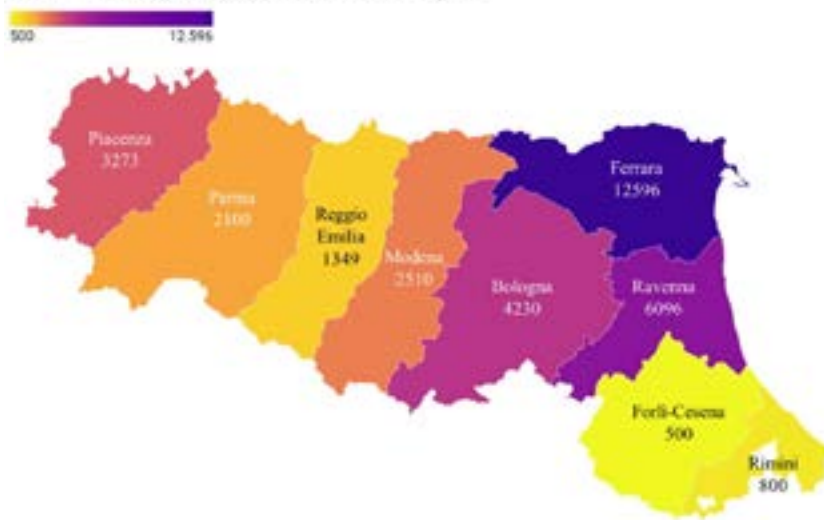 500 12.596
Piacenza
3273
Parma
2100
Reggio
Emilia
1349
Modena
2510
Bologna
4230
Ferrara
12596
Ravenna
6096
Forlì-Cesena
500
Rimini
800